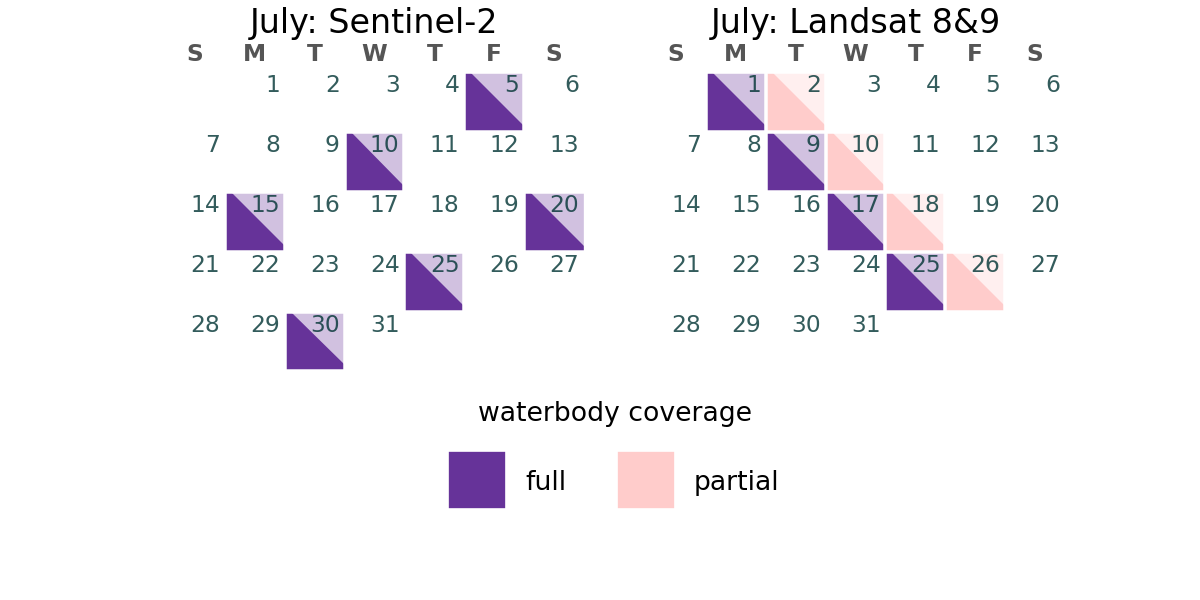 July: Sentinel-2
S M T W T F S
1 2 3 4 5 6
7 8 9 10 11 12 13
14 15 16 17 18 19 20
21 22 23 24 25 26 27
28 29 30 31
July: Landsat 8&9
S M T W T F S
1 2 3 4 5 6
7 8 9 10 11 12 13
14 15 16 17 18 19 20
21 22 23 24 25 26 27
28 29 30 31
waterbody coverage
full partial